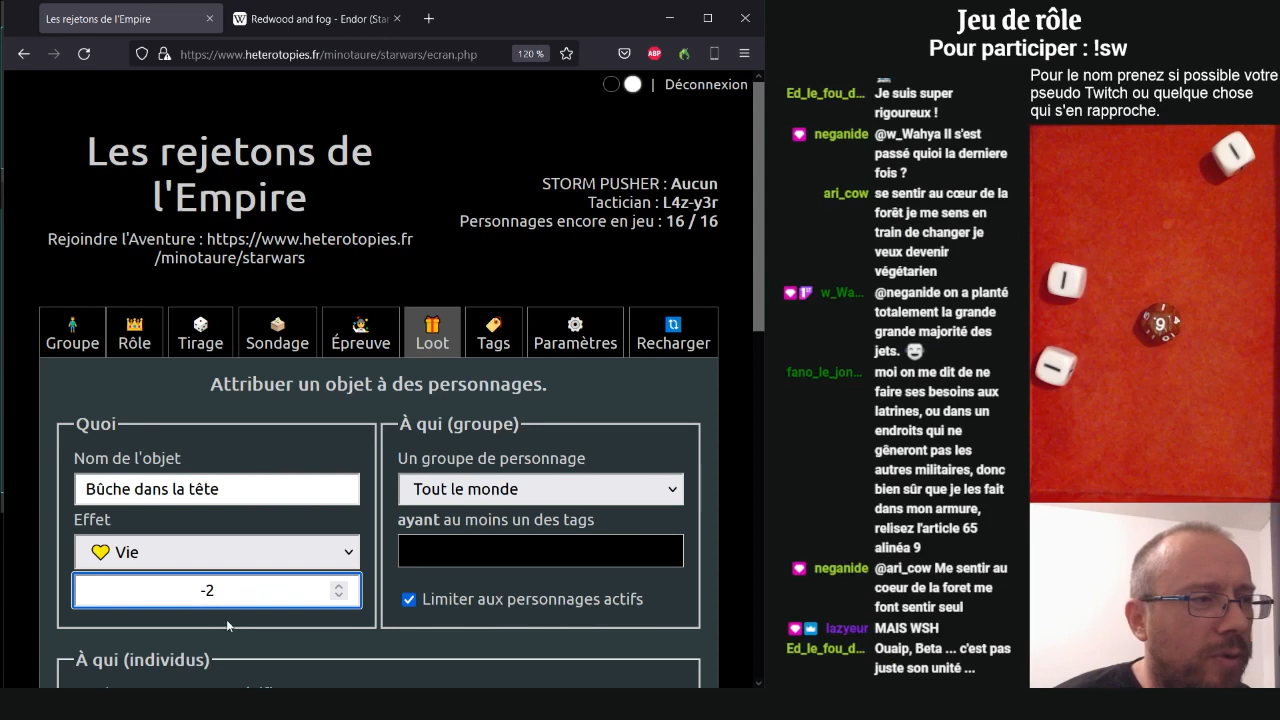 Les rejetons de l'Empire
Redwood and fog - Endor (Sta
https://www.heterotopies.fr/minotaure/starwars/ecran.php
120 %
ABP
Déconnexion
Les rejetons de
l'Empire
Rejoindre l'Aventure : https://www.heterotopies.fr
/minotaure/starwars
STORM PUSHER : Aucun
Tactician : L4z-y3r
Personnages encore en jeu : 16 / 16
Groupe
Rôle
Tirage
Sondage
Épreuve
Loot
Tags
Paramètres
Recharger
Attribuer un objet à des personnages.
Quoi
Nom de l'objet
Bûche dans la tête
Effet
Vie
-2
À qui (groupe)
Un groupe de personnage
Tout le monde
ayant au moins un des tags
Limiter aux personnages actifs
À qui (individus)
Ed_le_fou_d... Je suis super
rigoureux !
neganide @w_Wahya Il s'est
passé quioi la derniere
fois ?
ari_cow se sentir au cœur de la
forêt je me sens en
train de changer je
veux devenir
végétarien
w_Wa... @neganide on a planté
totalement la grande
grande majorité des
jets.
fano_le_jon... moi on me dit de ne
faire ses besoins aux
latrines, ou dans un
endroits qui ne
gêneront pas les
autres militaires, donc
bien sûr que je les fait
dans mon armure,
relisez l'article 65
alinéa 9
neganide @ari_cow Me sentir au
coeur de la foret me
font sentir seul
lazyeur MAIS WSH
Ed_le_fou_d... Ouaip, Beta ... c'est pas
juste son unité ...
Jeu de rôle
Pour participer : !sw
Pour le nom prenez si possible votre
pseudo Twitch ou quelque chose
qui s'en rapproche.
9